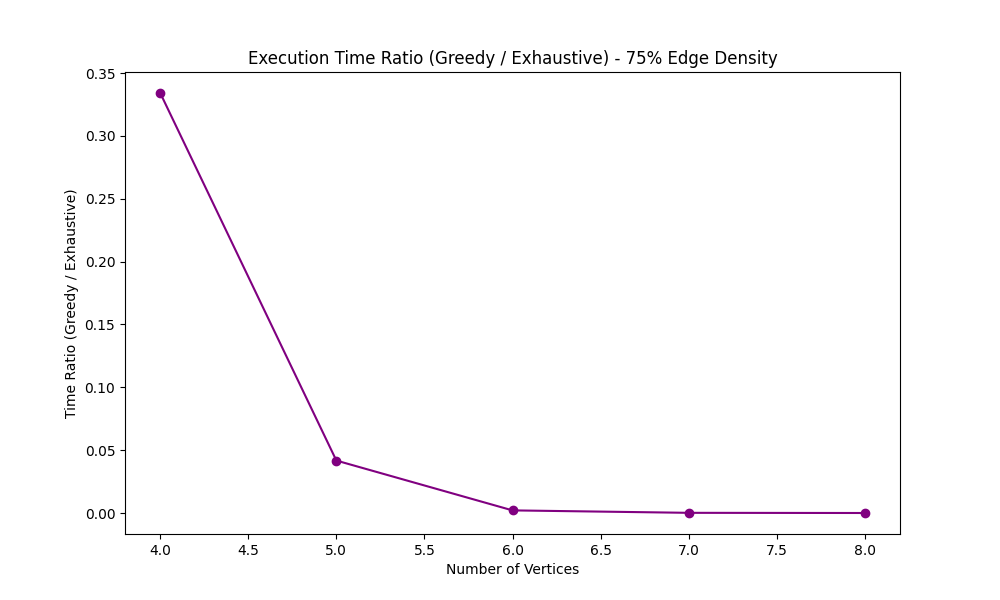 Execution Time Ratio (Greedy / Exhaustive) - 75% Edge Density
0.35
0.30
0.25
0.20
0.15
0.10
0.05
0.00
Time Ratio (Greedy / Exhaustive)
4.0 4.5 5.0 5.5 6.0 6.5 7.0 7.5 8.0
Number of Vertices